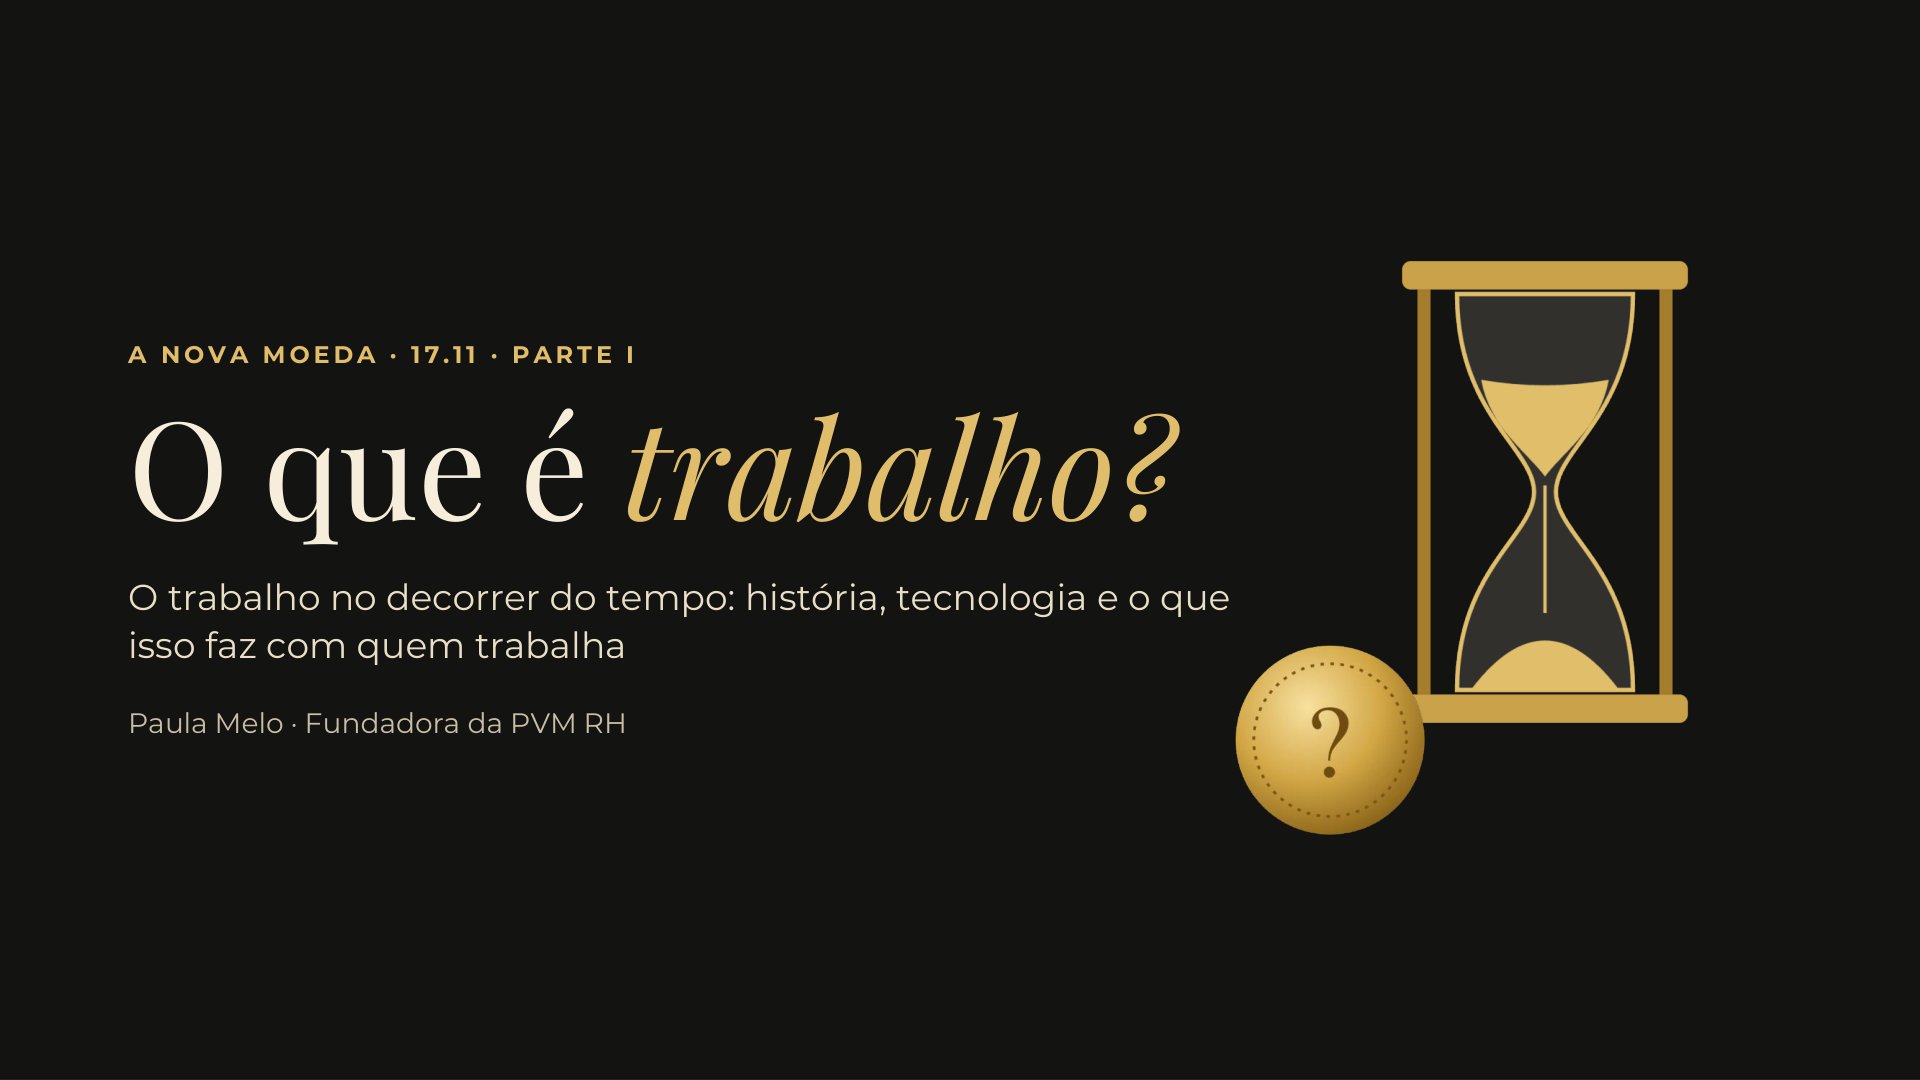 A NOVA MOEDA · 17.11 · PARTE I
O que é trabalho?
O trabalho no decorrer do tempo: história, tecnologia e o que
isso faz com quem trabalha
Paula Melo · Fundadora da PVM RH
?